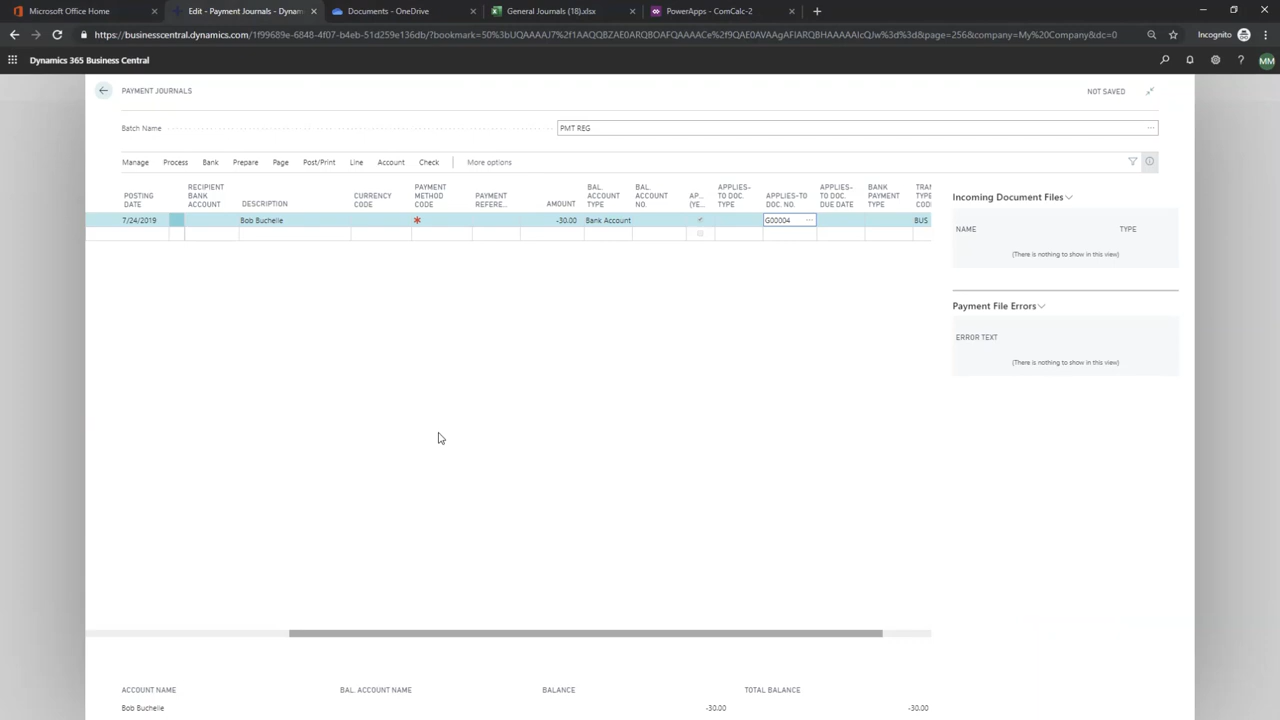 Microsoft Office Home
Edit - Payment Journals - Dynam
Documents - OneDrive
General Journals (18).xlsx
PowerApps - ComCalc-2
https://businesscentral.dynamics.com/1f99689e-6848-4f07-b4eb-51d259e136db/?bookmark=50%3bUQAAAAJ7%2f1AAQQBZAE0ARQBOAFQAAAACe%2f9QAE0AVAAgAFIARQBHAAAAAIcQJw%3d%3d&page=256&company=My%20Company&dc=0
Incognito
Dynamics 365 Business Central
MM
PAYMENT JOURNALS
NOT SAVED
Batch Name
PMT REG
Manage Process Bank Prepare Page Post/Print Line Account Check More options
POSTING DATE
RECIPIENT BANK ACCOUNT
DESCRIPTION
CURRENCY CODE
PAYMENT METHOD CODE
PAYMENT REFERE...
AMOUNT
BAL. ACCOUNT TYPE
BAL. ACCOUNT NO.
AP... (YE...
APPLIES-TO DOC. TYPE
APPLIES-TO DOC. NO.
APPLIES-TO DOC. DUE DATE
BANK PAYMENT TYPE
TRAN TYPE COD
7/24/2019 Bob Buchelle * -30.00 Bank Account G00004 ... BUS
Incoming Document Files
NAME TYPE
(There is nothing to show in this view)
Payment File Errors
ERROR TEXT
(There is nothing to show in this view)
ACCOUNT NAME BAL. ACCOUNT NAME BALANCE TOTAL BALANCE
Bob Buchelle -30.00 -30.00